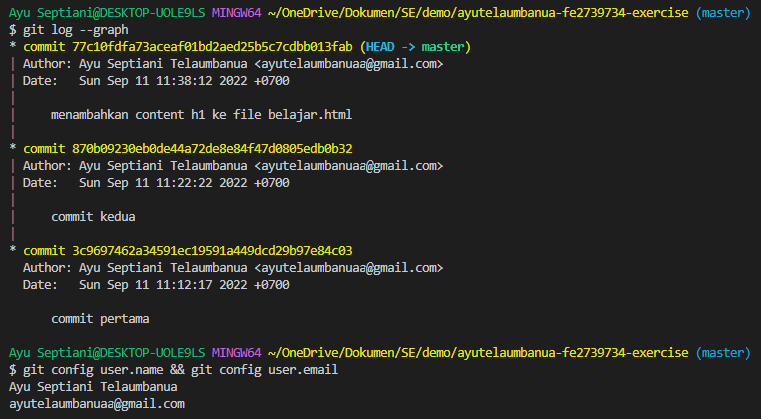 Ayu Septiani@DESKTOP-UOLE9LS MINGW64 ~/OneDrive/Dokumen/SE/demo/ayutelaumbanua-fe2739734-exercise (master)
$ git log --graph
* commit 77c10fdfa73aceaf01bd2aed25b5c7cdbb013fab (HEAD -> master)
| Author: Ayu Septiani Telaumbanua <ayutelaumbanuaa@gmail.com>
| Date:   Sun Sep 11 11:38:12 2022 +0700
|
|     menambahkan content h1 ke file belajar.html
|
* commit 870b09230eb0de44a72de8e84f47d0805edb0b32
| Author: Ayu Septiani Telaumbanua <ayutelaumbanuaa@gmail.com>
| Date:   Sun Sep 11 11:22:22 2022 +0700
|
|     commit kedua
|
* commit 3c9697462a34591ec19591a449dcd29b97e84c03
  Author: Ayu Septiani Telaumbanua <ayutelaumbanuaa@gmail.com>
  Date:   Sun Sep 11 11:12:17 2022 +0700

      commit pertama

Ayu Septiani@DESKTOP-UOLE9LS MINGW64 ~/OneDrive/Dokumen/SE/demo/ayutelaumbanua-fe2739734-exercise (master)
$ git config user.name && git config user.email
Ayu Septiani Telaumbanua
ayutelaumbanuaa@gmail.com